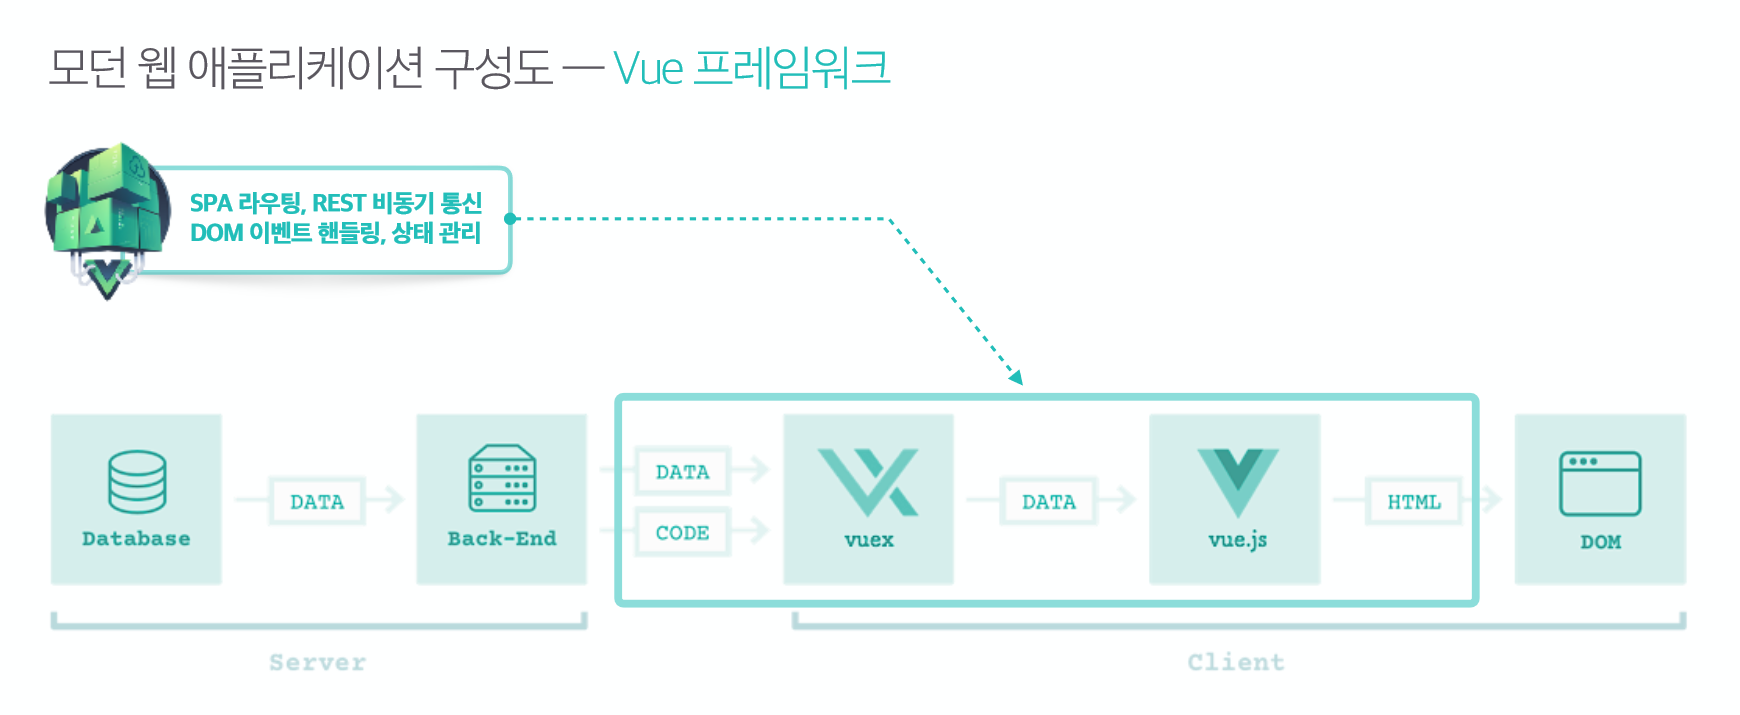 모던 웹 애플리케이션 구성도 — Vue 프레임워크
SPA 라우팅, REST 비동기 통신
DOM 이벤트 핸들링, 상태 관리
Database
DATA
Back-End
DATA
CODE
vuex
DATA
vue.js
HTML
DOM
Server
Client